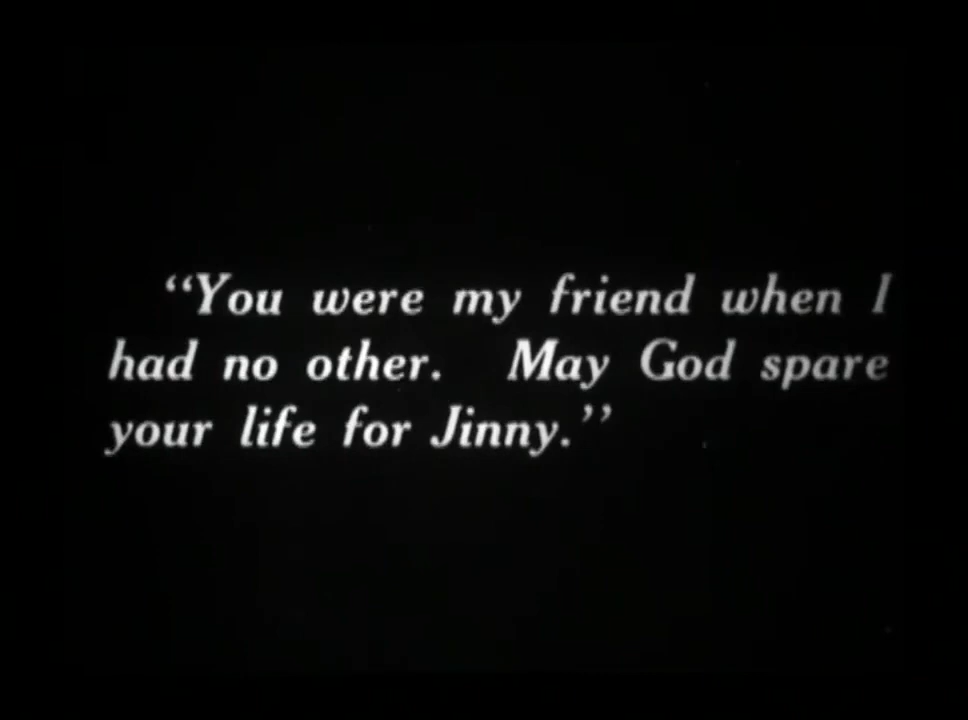 “You were my friend when I
had no other. May God spare
your life for Jinny.”